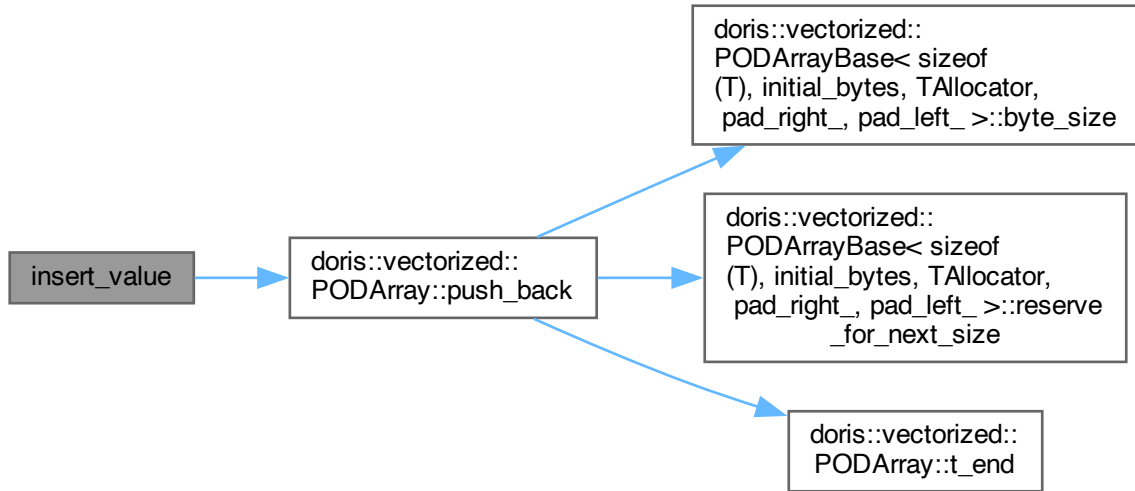 insert_value
doris::vectorized::
PODArray::push_back
doris::vectorized::
PODArrayBase< sizeof
(T), initial_bytes, TAllocator,
pad_right_, pad_left_ >::byte_size
doris::vectorized::
PODArrayBase< sizeof
(T), initial_bytes, TAllocator,
pad_right_, pad_left_ >::reserve
_for_next_size
doris::vectorized::
PODArray::t_end